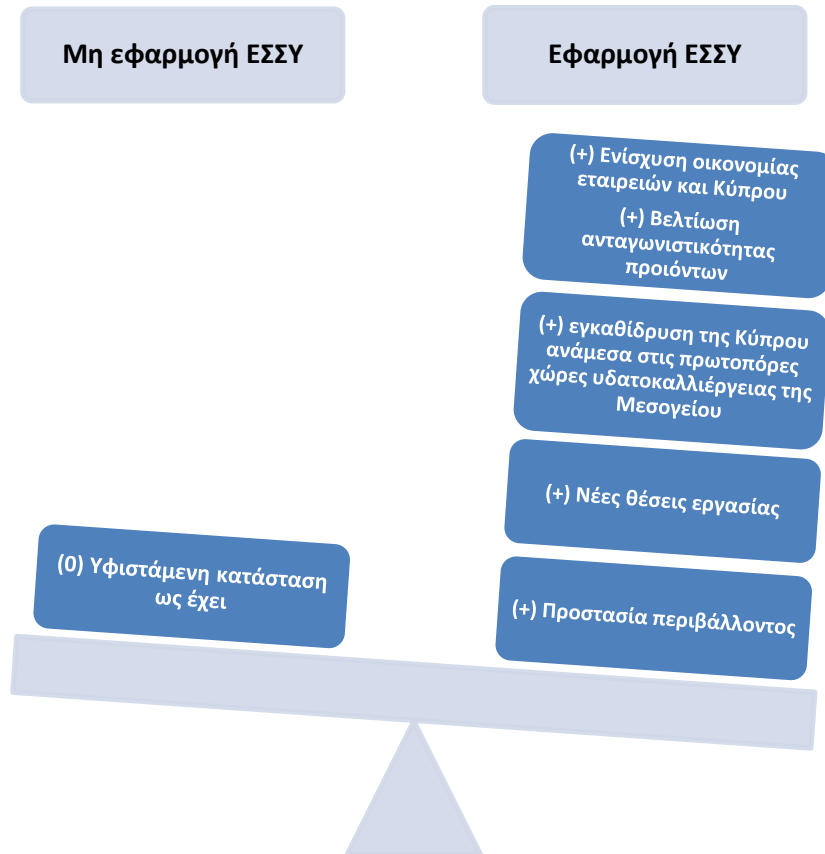 Μη εφαρμογή ΕΣΣΥ
Εφαρμογή ΕΣΣΥ
(+) Ενίσχυση οικονομίας
εταιρειών και Κύπρου
(+) Βελτίωση
ανταγωνιστικότητας
προιόντων
(+) εγκαθίδρυση της Κύπρου
ανάμεσα στις πρωτοπόρες
χώρες υδατοκαλλιέργειας της
Μεσογείου
(+) Νέες θέσεις εργασίας
(+) Προστασία περιβάλλοντος
(0) Υφιστάμενη κατάσταση
ως έχει